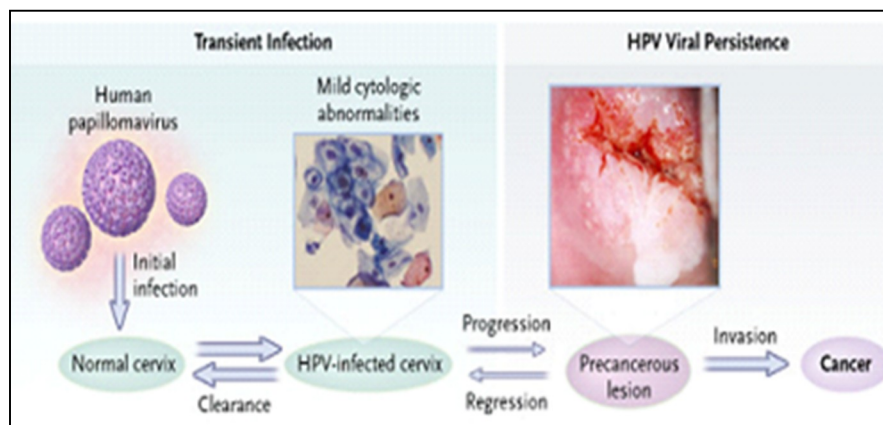 Transient Infection
HPV Viral Persistence
Human
papillomavirus
Mild cytologic
abnormalities
Initial
infection
Normal cervix
Clearance
HPV-infected cervix
Progression
Regression
Precancerous
lesion
Invasion
Cancer